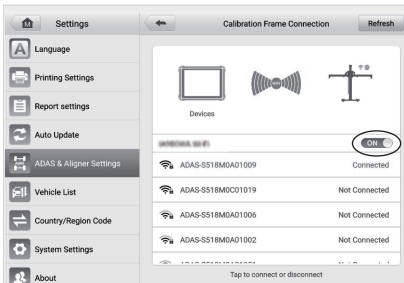 M
Settings
Calibration Frame Connection
Refresh
A
Language
Printing Settings
Report settings
Auto Update
ADAS & Aligner Settings
Vehicle List
Country/Region Code
System Settings
About
Devices
ON
ADAS-S518M0A01009 Connected
ADAS-S518M0C01019 Not Connected
ADAS-S518M0A01006 Not Connected
ADAS-S518M0A01002 Not Connected
Tap to connect or disconnect